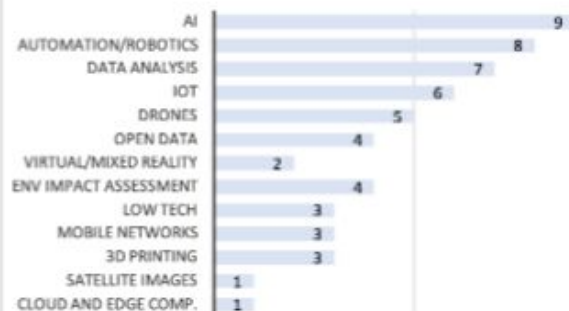 AI 9
AUTOMATION/ROBOTICS 8
DATA ANALYSIS 7
IOT 6
DRONES 5
OPEN DATA 4
VIRTUAL/MIXED REALITY 2
ENV IMPACT ASSESSMENT 4
LOW TECH 3
MOBILE NETWORKS 3
3D PRINTING 3
SATELLITE IMAGES 1
CLOUD AND EDGE COMP. 1